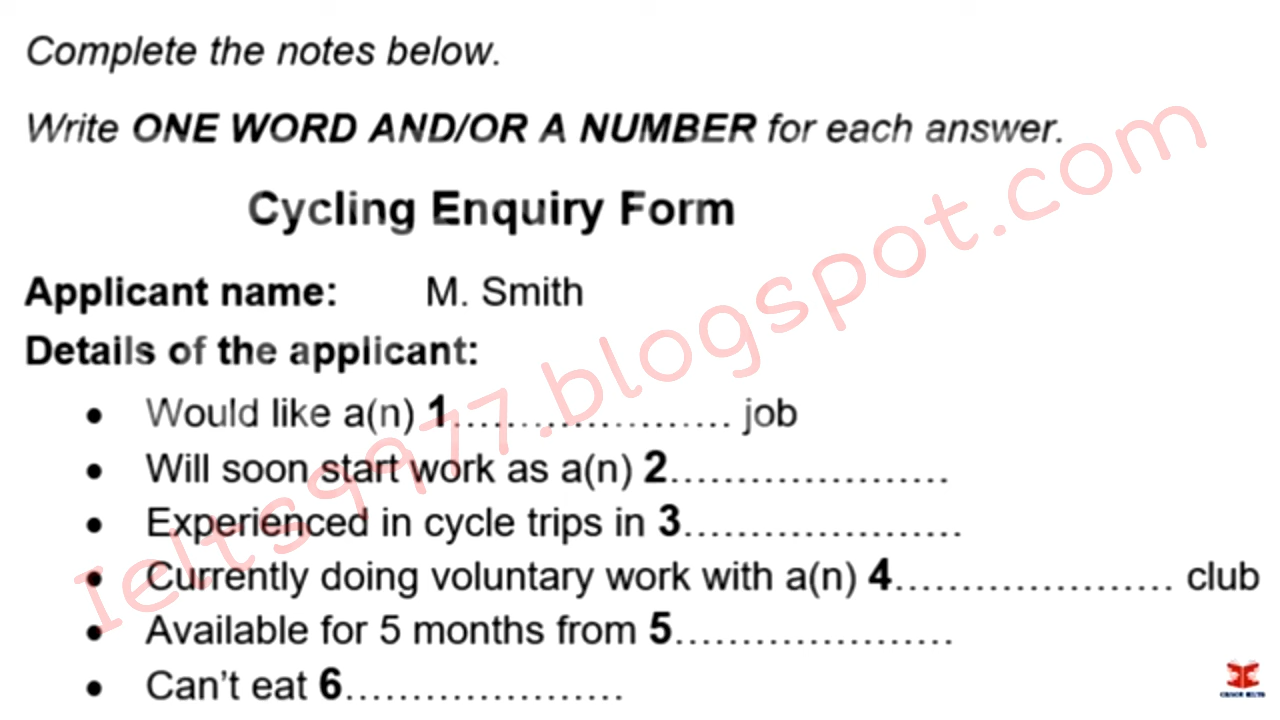 Complete the notes below.
Write ONE WORD AND/OR A NUMBER for each answer.
Cycling Enquiry Form
Applicant name: M. Smith
Details of the applicant:
• Would like a(n) 1..................... job
• Will soon start work as a(n) 2.....................
• Experienced in cycle trips in 3.....................
• Currently doing voluntary work with a(n) 4..................... club
• Available for 5 months from 5.....................
• Can't eat 6.....................
Ielts9977.blogspot.com